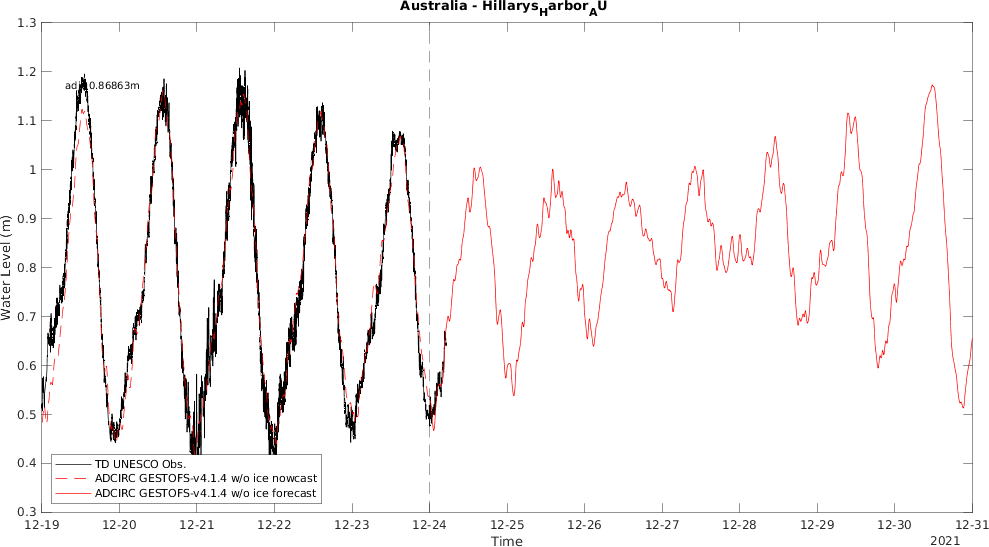 Australia - HillarysHarborAU
1.3
1.2
1.1
1
0.9
0.8
0.7
0.6
0.5
0.4
0.3
Water Level (m)
0.86863m
TD UNESCO Obs.
ADCIRC GESTOFS-v4.1.4 w/o ice nowcast
ADCIRC GESTOFS-v4.1.4 w/o ice forecast
12-19 12-20 12-21 12-22 12-23 12-24 12-25 12-26 12-27 12-28 12-29 12-30 12-31
Time
2021